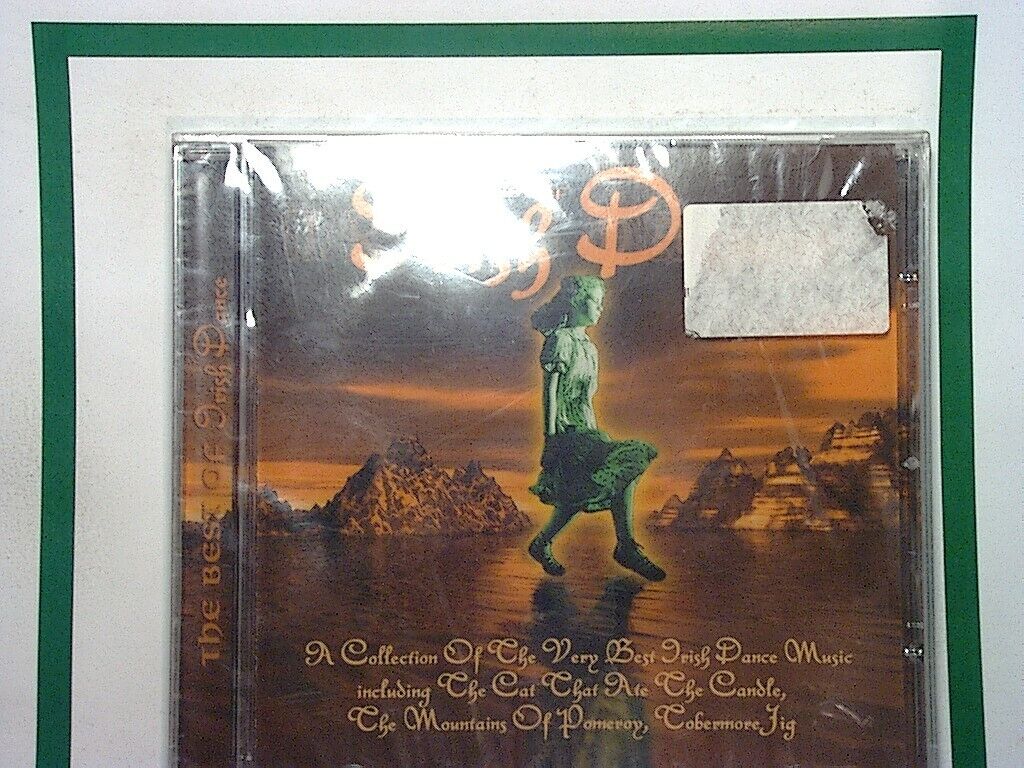 The Best Of Irish Dance
D
A Collection Of The Very Best Irish Dance Music
including The Cat That Ate The Candle,
The Mountains Of Pomeroy, Tobermore Jig